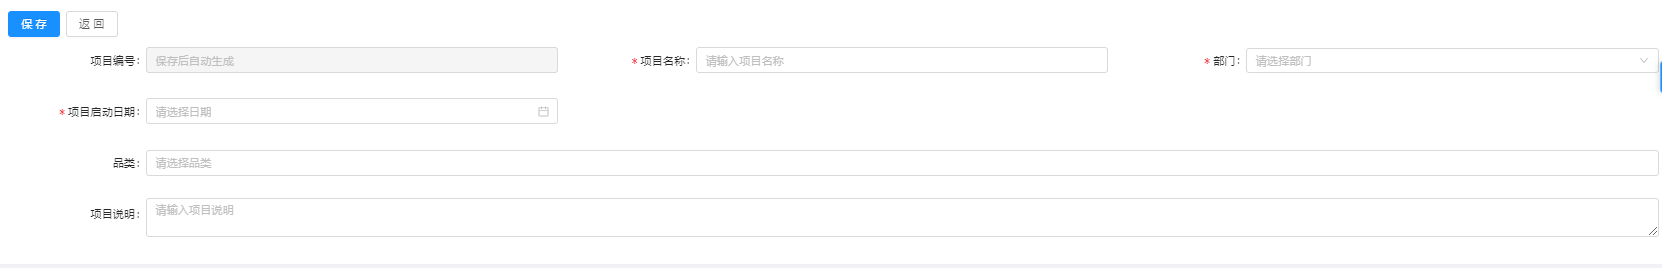 保存 返回
项目编号: 保存后自动生成 * 项目名称: 请输入项目名称 * 部门: 请选择部门
* 项目启动日期: 请选择日期
品类: 请选择品类
项目说明: 请输入项目说明